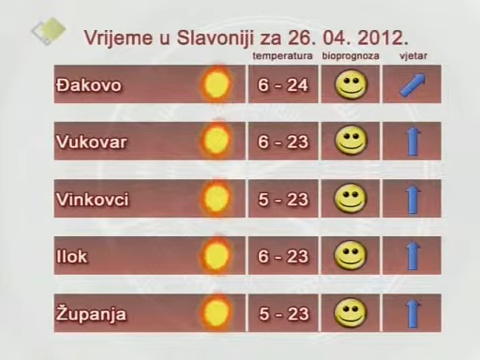 Vrijeme u Slavoniji za 26. 04. 2012.
temperatura bioprognoza vjetar
Đakovo 6 - 24
Vukovar 6 - 23
Vinkovci 5 - 23
Ilok 6 - 23
Županja 5 - 23